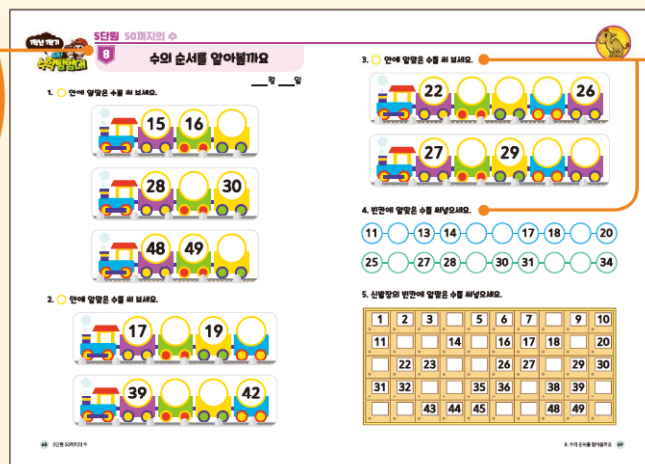 1학년 1학기
수학탐험대
5단원 50까지의 수
8 수의 순서를 알아볼까요
__월 __일
1. ◯ 안에 알맞은 수를 써 보세요.
15 16
28 30
48 49
2. ◯ 안에 알맞은 수를 써 보세요.
17 19
39 42
68 5단원 50까지의 수
3. ◯ 안에 알맞은 수를 써 보세요.
22 26
27 29
4. 빈칸에 알맞은 수를 써넣으세요.
11 13 14 17 18 20
25 27 28 30 31 34
5. 신발장의 빈칸에 알맞은 수를 써넣으세요.
1 2 3 5 6 7 9 10
11 14 16 17 18 20
22 23 26 27 29 30
31 32 35 36 38 39
43 44 45 48 49
8. 수의 순서를 알아볼까요 69